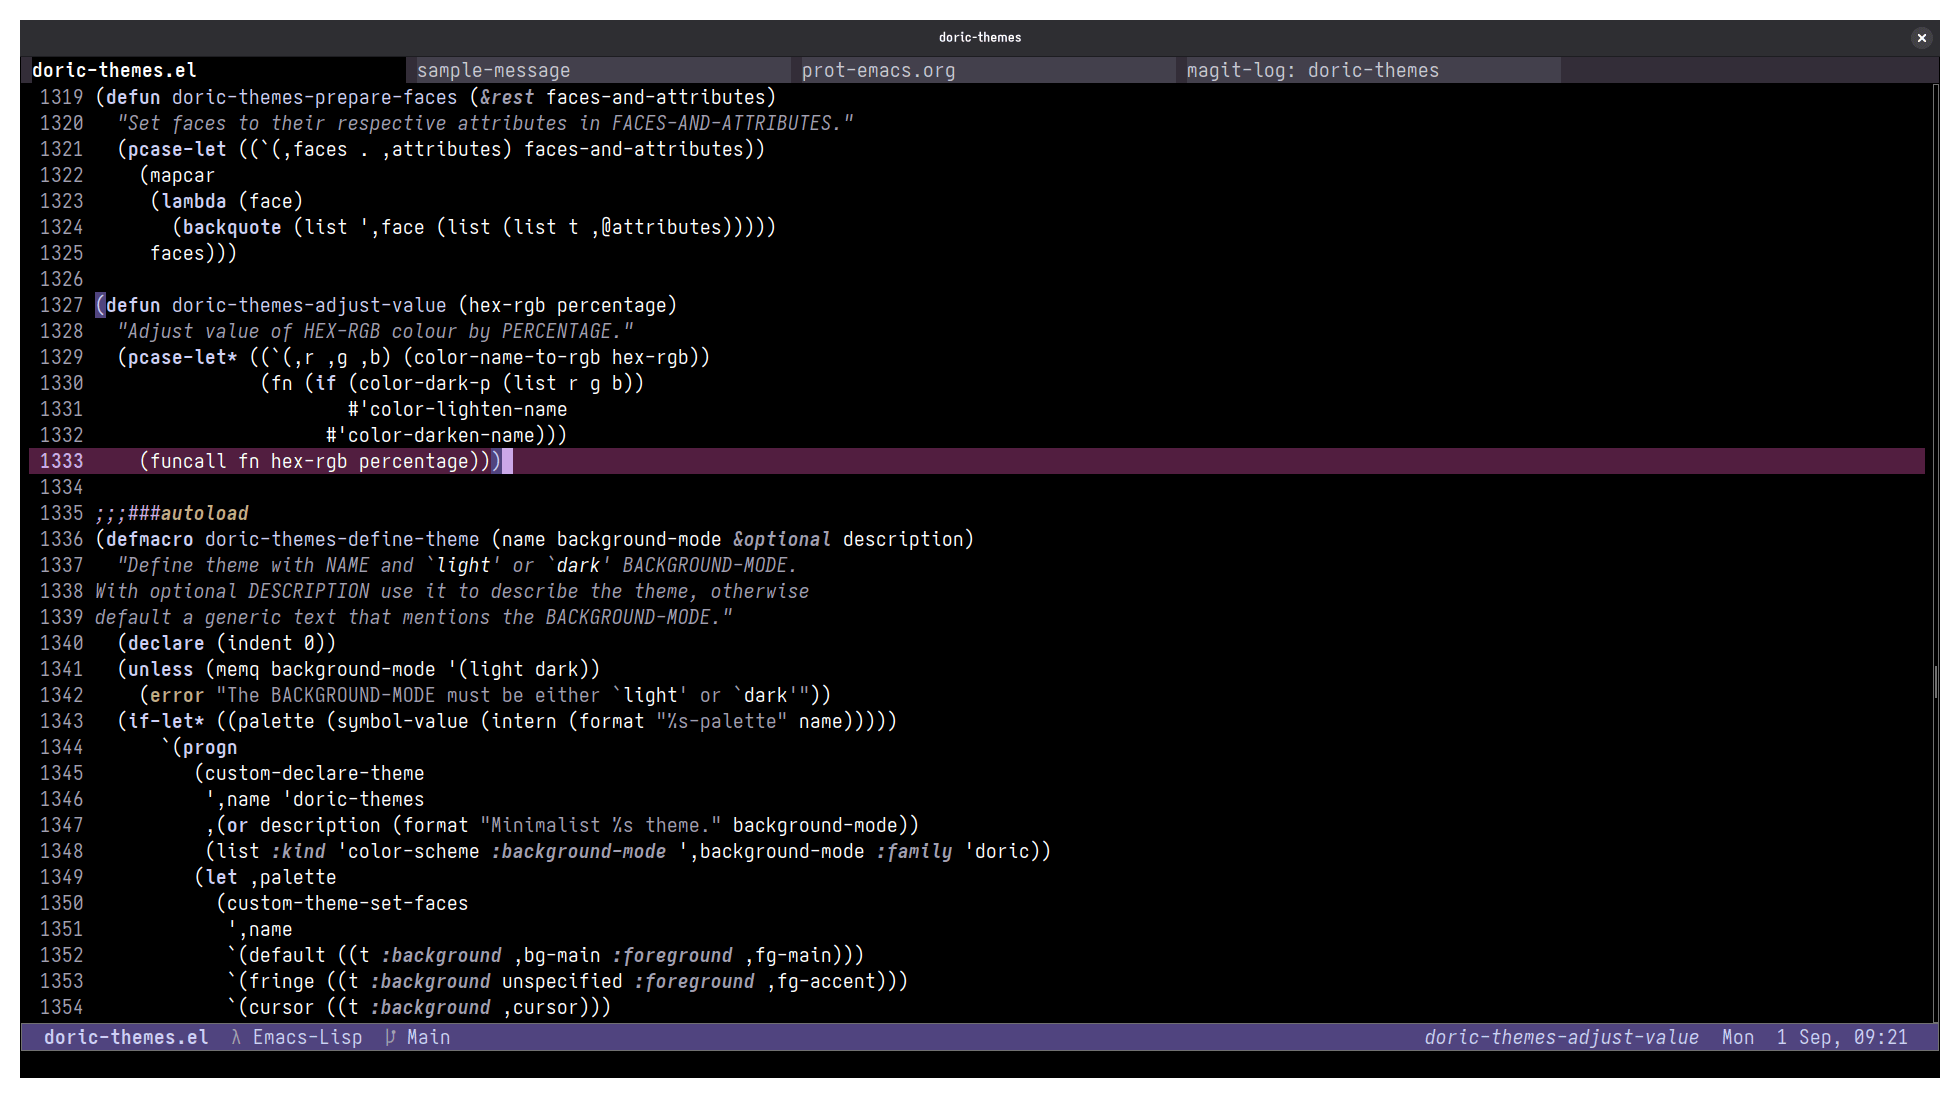 doric-themes
doric-themes.el sample-message prot-emacs.org magit-log: doric-themes
1319 (defun doric-themes-prepare-faces (&rest faces-and-attributes)
1320   "Set faces to their respective attributes in FACES-AND-ATTRIBUTES."
1321   (pcase-let ((`(,faces . ,attributes) faces-and-attributes))
1322     (mapcar
1323      (lambda (face)
1324        (backquote (list ',face (list (list t ,@attributes)))))
1325      faces)))
1326
1327 (defun doric-themes-adjust-value (hex-rgb percentage)
1328   "Adjust value of HEX-RGB colour by PERCENTAGE."
1329   (pcase-let* ((`(,r ,g ,b) (color-name-to-rgb hex-rgb))
1330                (fn (if (color-dark-p (list r g b))
1331                        #'color-lighten-name
1332                      #'color-darken-name)))
1333     (funcall fn hex-rgb percentage)))
1334
1335 ;;;###autoload
1336 (defmacro doric-themes-define-theme (name background-mode &optional description)
1337   "Define theme with NAME and `light' or `dark' BACKGROUND-MODE.
1338 With optional DESCRIPTION use it to describe the theme, otherwise
1339 default a generic text that mentions the BACKGROUND-MODE."
1340   (declare (indent 0))
1341   (unless (memq background-mode '(light dark))
1342     (error "The BACKGROUND-MODE must be either `light' or `dark'"))
1343   (if-let* ((palette (symbol-value (intern (format "%s-palette" name)))))
1344       `(progn
1345          (custom-declare-theme
1346           ',name 'doric-themes
1347           ,(or description (format "Minimalist %s theme." background-mode))
1348           (list :kind 'color-scheme :background-mode ',background-mode :family 'doric))
1349          (let ,palette
1350            (custom-theme-set-faces
1351             ',name
1352             `(default ((t :background ,bg-main :foreground ,fg-main)))
1353             `(fringe ((t :background unspecified :foreground ,fg-accent)))
1354             `(cursor ((t :background ,cursor)))
doric-themes.el λ Emacs-Lisp Main doric-themes-adjust-value Mon 1 Sep, 09:21